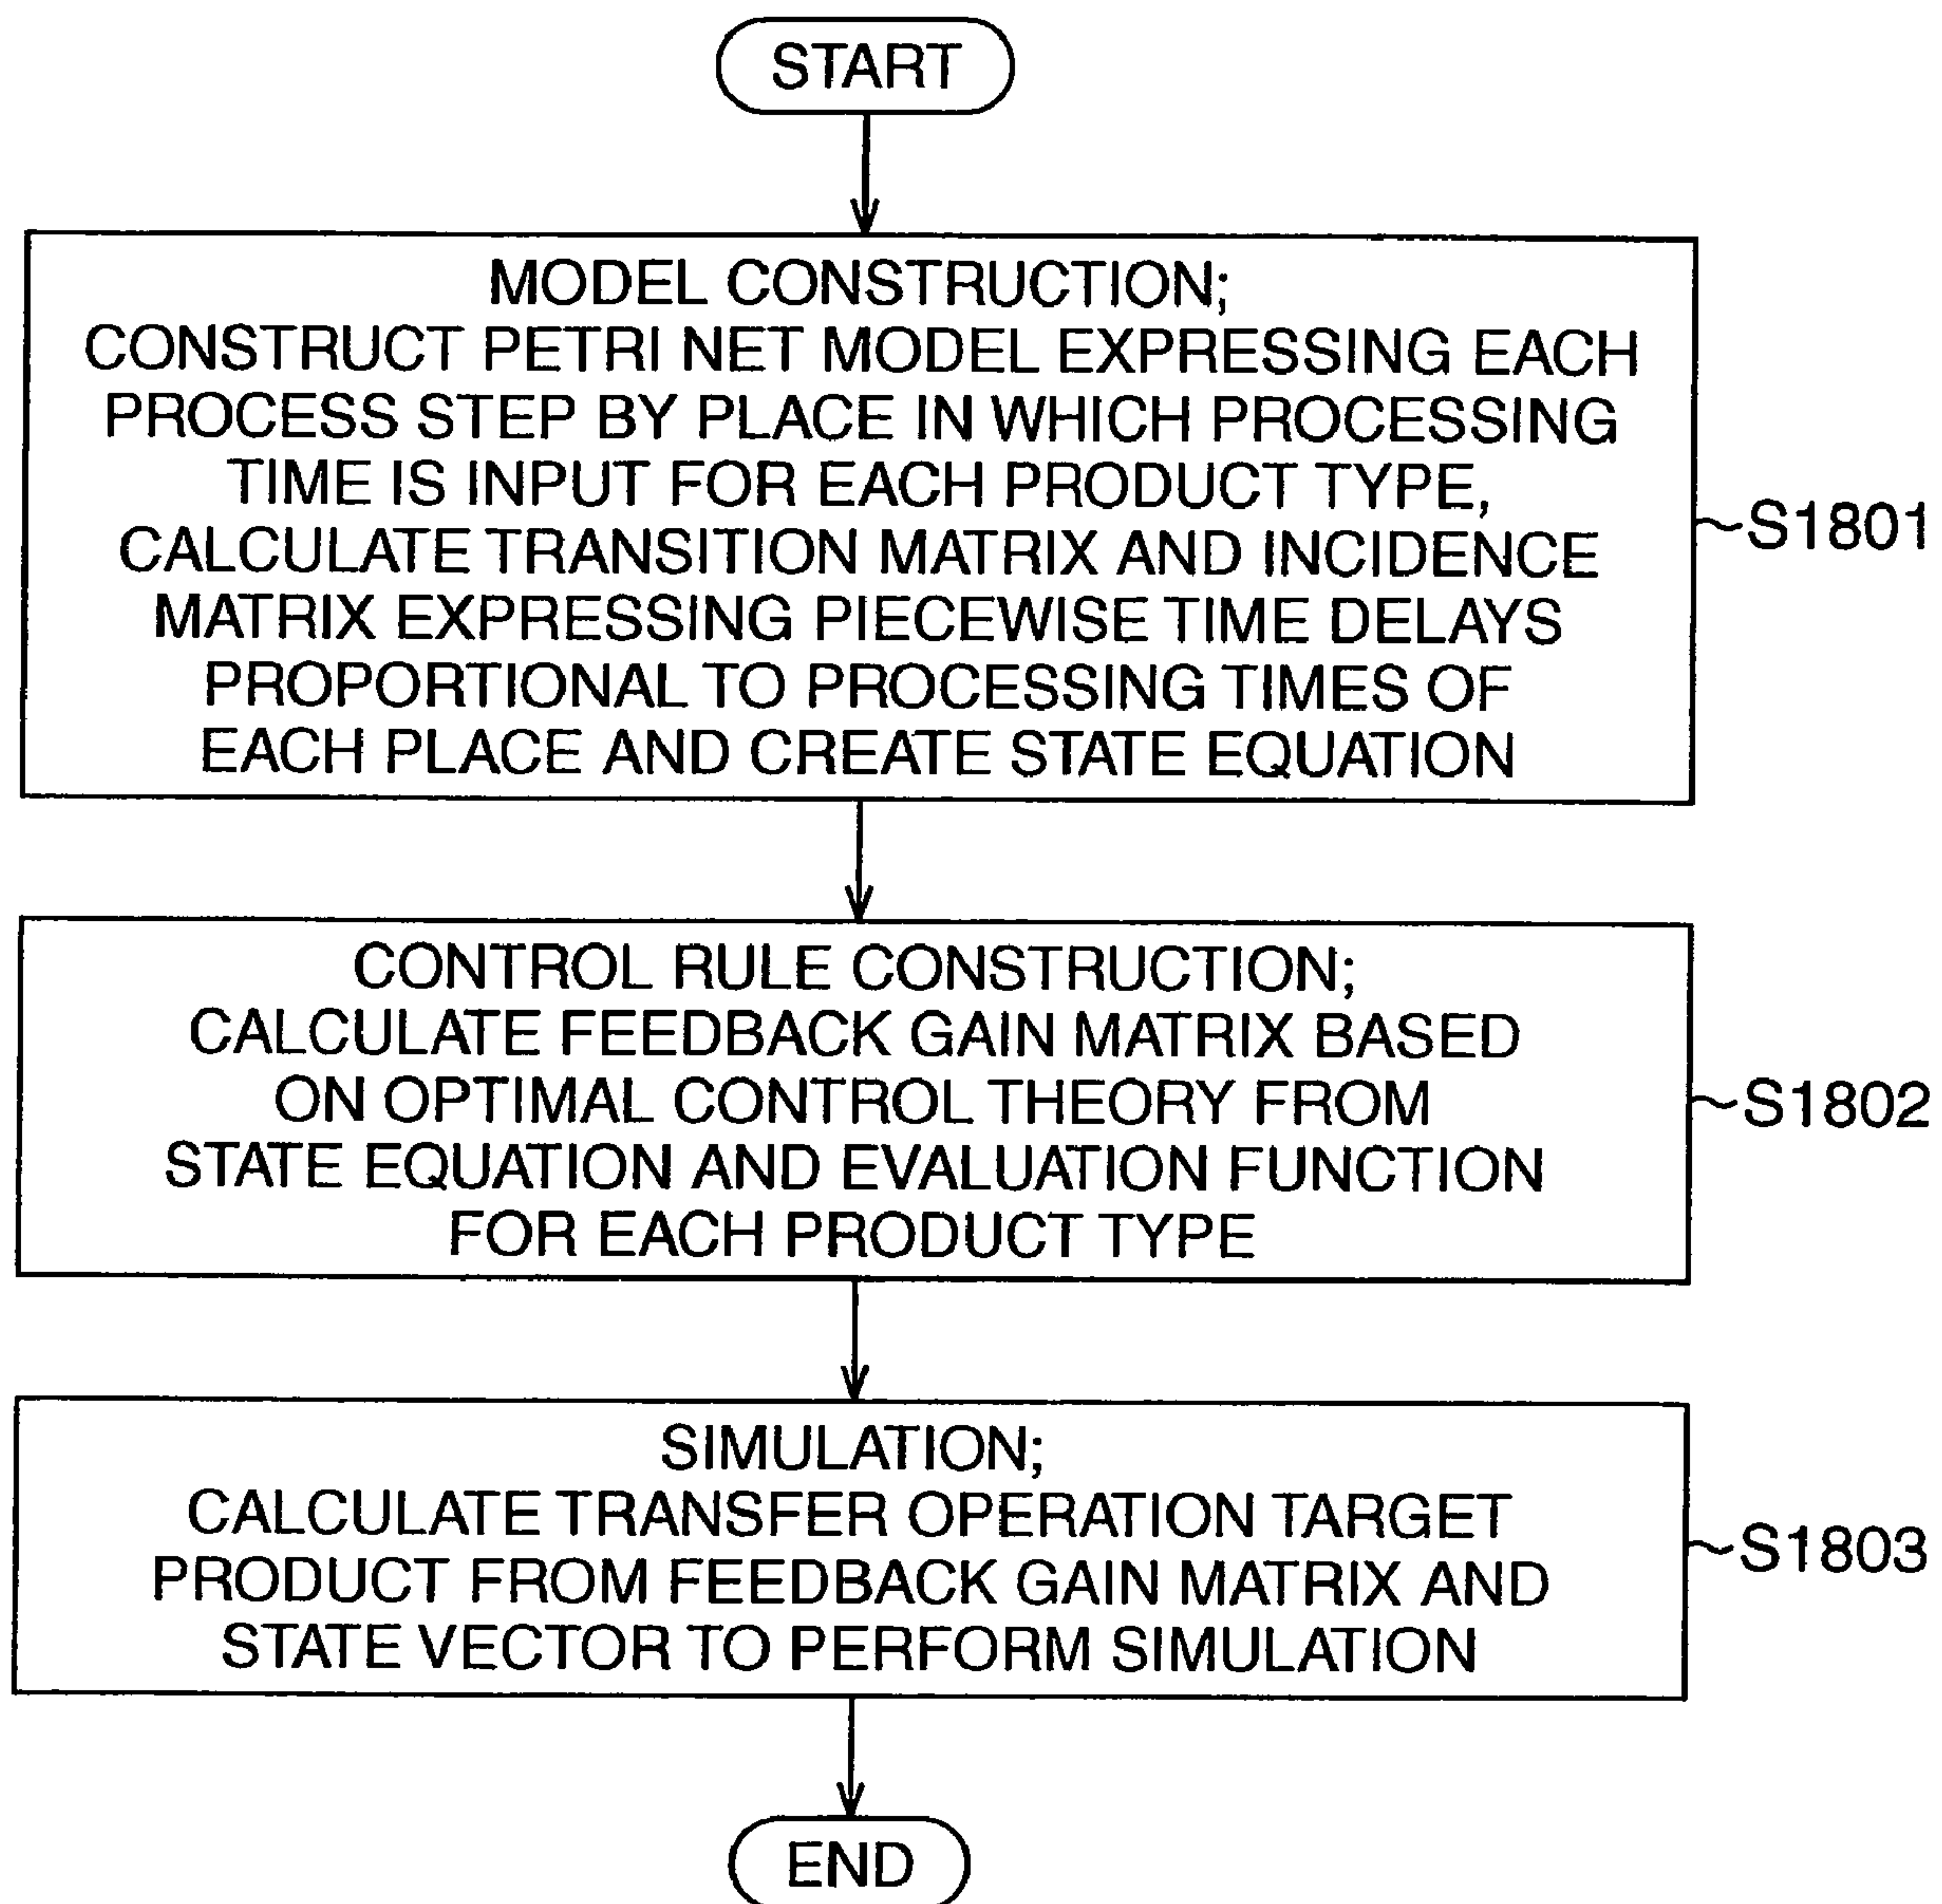 START
MODEL CONSTRUCTION;
CONSTRUCT PETRI NET MODEL EXPRESSING EACH
PROCESS STEP BY PLACE IN WHICH PROCESSING
TIME IS INPUT FOR EACH PRODUCT TYPE,
CALCULATE TRANSITION MATRIX AND INCIDENCE
MATRIX EXPRESSING PIECEWISE TIME DELAYS
PROPORTIONAL TO PROCESSING TIMES OF
EACH PLACE AND CREATE STATE EQUATION
S1801
CONTROL RULE CONSTRUCTION;
CALCULATE FEEDBACK GAIN MATRIX BASED
ON OPTIMAL CONTROL THEORY FROM
STATE EQUATION AND EVALUATION FUNCTION
FOR EACH PRODUCT TYPE
S1802
SIMULATION;
CALCULATE TRANSFER OPERATION TARGET
PRODUCT FROM FEEDBACK GAIN MATRIX AND
STATE VECTOR TO PERFORM SIMULATION
S1803
END